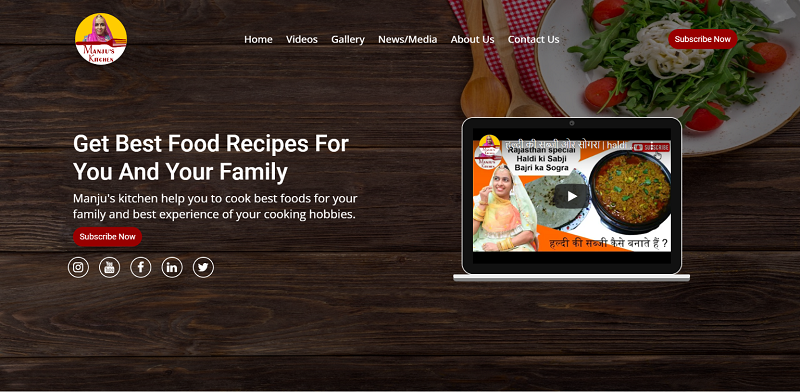 MANJU'S
KITCHEN
Home Videos Gallery News/Media About Us Contact Us
Subscribe Now
Get Best Food Recipes For
You And Your Family
Manju's kitchen help you to cook best foods for your
family and best experience of your cooking hobbies.
Subscribe Now
हल्दी की सब्जी और सोगरा | haldi
SUBSCRIBE
Rajasthan special
Haldi ki Sabji
Bajri ka Sogra
हल्दी की सब्जी कैसे बनाते हैं ?